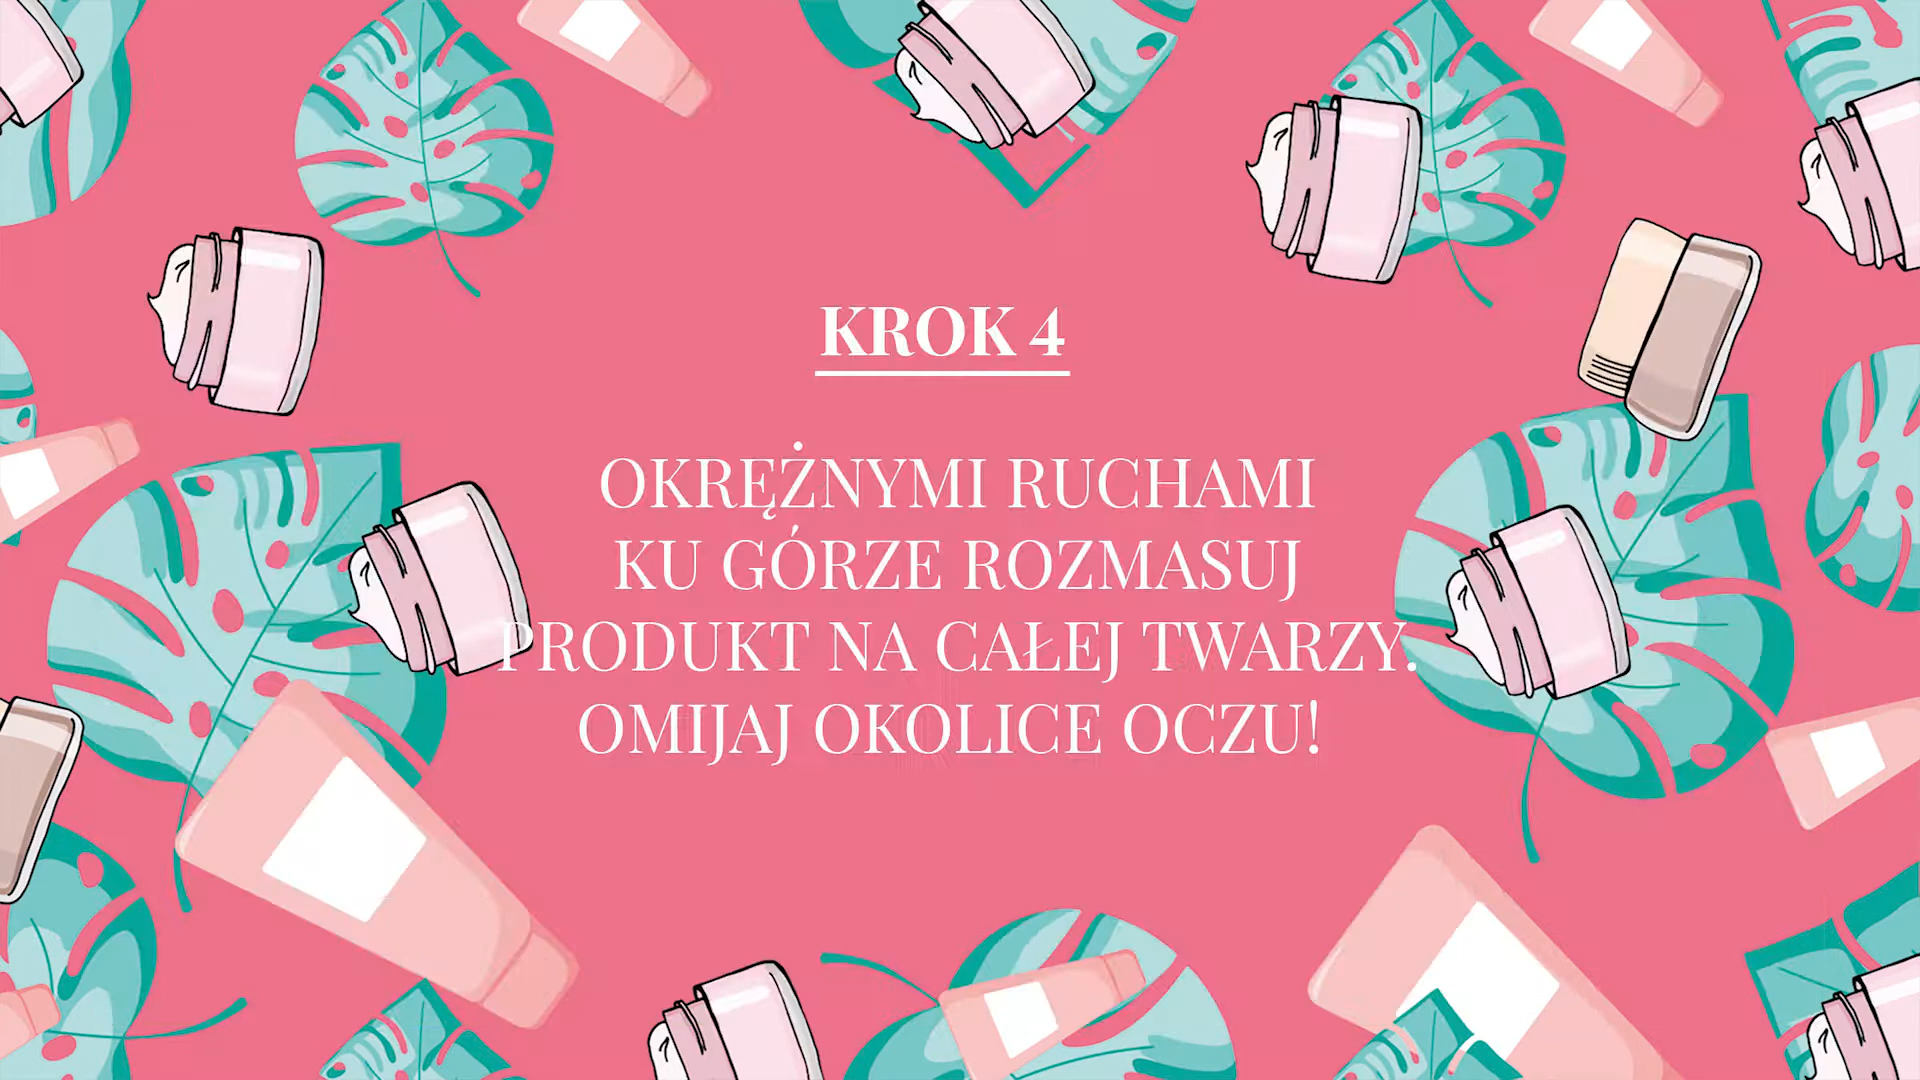 KROK 4
OKRĘŻNYMI RUCHAMI
KU GÓRZE ROZMASUJ
PRODUKT NA CAŁEJ TWARZY.
OMIJAJ OKOLICE OCZU!